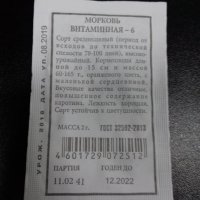 МОРКОВЬ
ВИТАМИННАЯ – 6
Сорт среднеспелый (период от
всходов до технической
спелости 70-100 дней), высоко-
урожайный. Корнеплоды дли-
ной до 15 см и массой
60-165 г., оранжевого цвета, с
маленькой сердцевиной.
Вкусовые качества отличные,
повышенное содержание
каротина. Лежкость хорошая.
Сорт устойчив к цветушности.
МАССА 2 г. ГОСТ 32592-2013
4 601729 072512
ПАРТИЯ ГОДЕН ДО
11.02 41 12.2022
УРОЖ. 2018 ДАТА УП. 08.2019